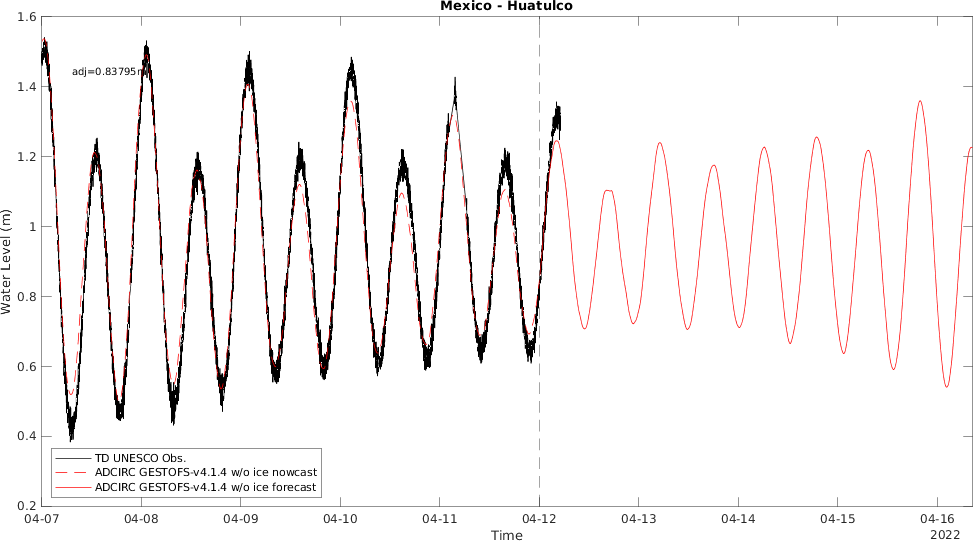 Mexico - Huatulco
1.6
1.4
1.2
1
0.8
0.6
0.4
0.2
Water Level (m)
adj=0.83795m
TD UNESCO Obs.
ADCIRC GESTOFS-v4.1.4 w/o ice nowcast
ADCIRC GESTOFS-v4.1.4 w/o ice forecast
04-07 04-08 04-09 04-10 04-11 04-12 04-13 04-14 04-15 04-16
Time
2022